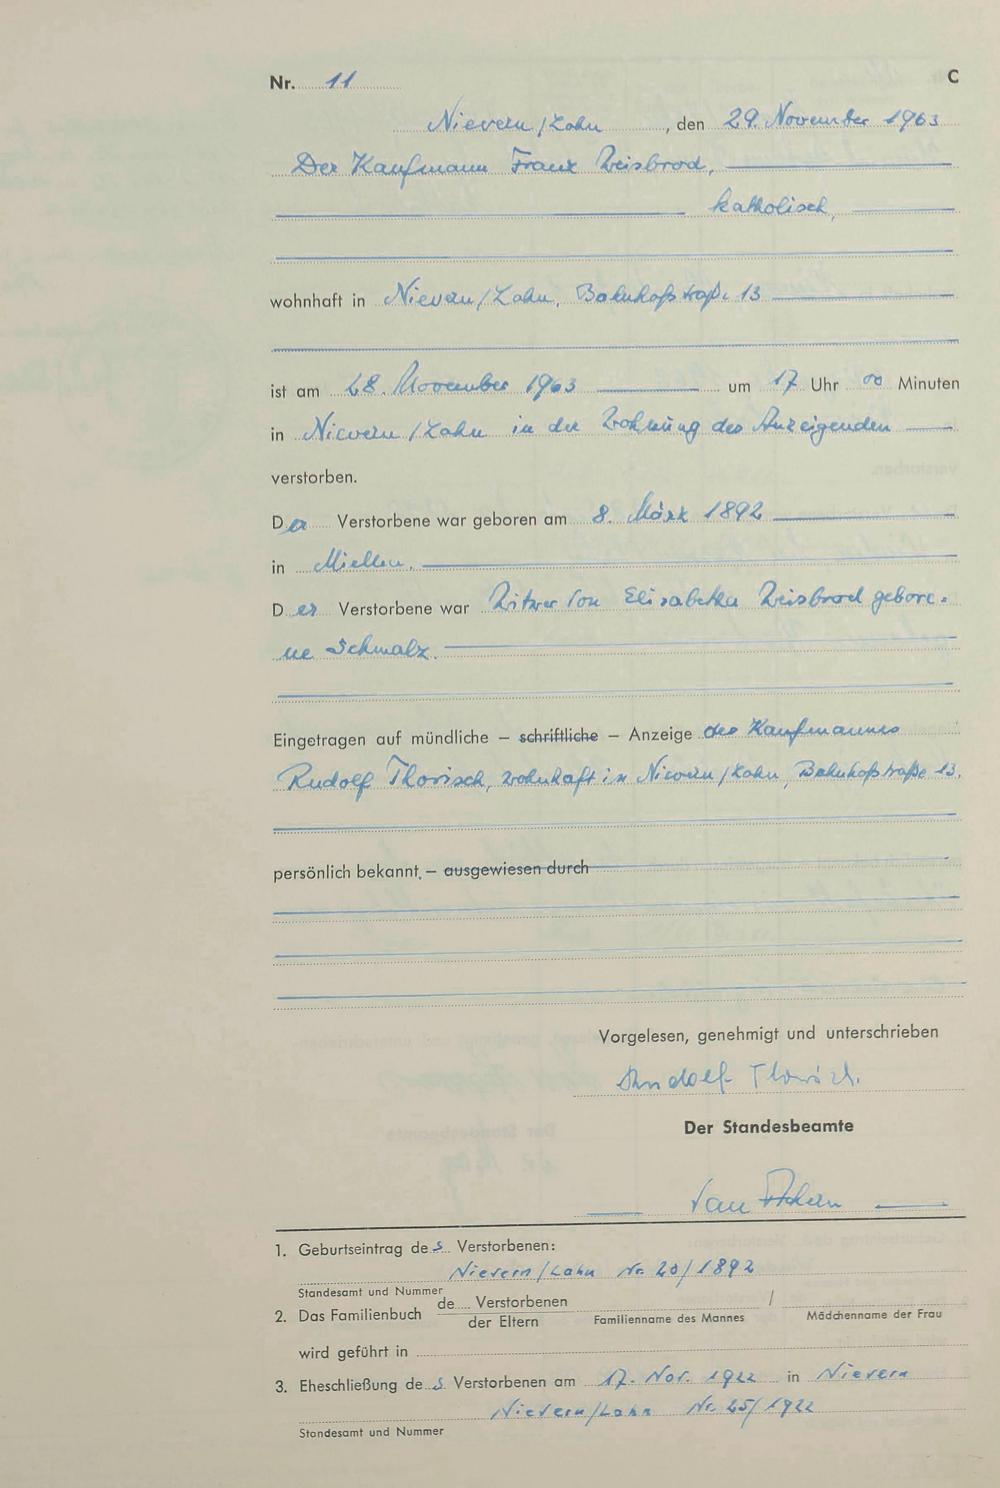 Nr. 11 C
Nievern/Lahn, den 29. November 1963
Der Kaufmann Franz Weisbrod,
katholisch,
wohnhaft in Nievern/Lahn, Bahnhofstraße 13
ist am 28. November 1963 um 17 Uhr 00 Minuten
in Nievern/Lahn in der Wohnung des Anzeigenden
verstorben.
Der Verstorbene war geboren am 8. März 1892
in Miellen.
Der Verstorbene war Witwer von Elisabetha Weisbrod gebore-
ne Schmalz.
Eingetragen auf mündliche – schriftliche – Anzeige des Kaufmannes
Rudolf Thorisch, wohnhaft in Nievern/Lahn, Bahnhofstraße 13.
persönlich bekannt. – ausgewiesen durch
Vorgelesen, genehmigt und unterschrieben
Rudolf Thorisch.
Der Standesbeamte
van
1. Geburtseintrag des Verstorbenen:
Nievern/Lahn Nr. 20/1892
Standesamt und Nummer
2. Das Familienbuch de Verstorbenen /
der Eltern Familienname des Mannes Mädchenname der Frau
wird geführt in
3. Eheschließung des Verstorbenen am 17. Nov. 1922 in Nievern
Nievern/Lahn Nr. 25/1922
Standesamt und Nummer